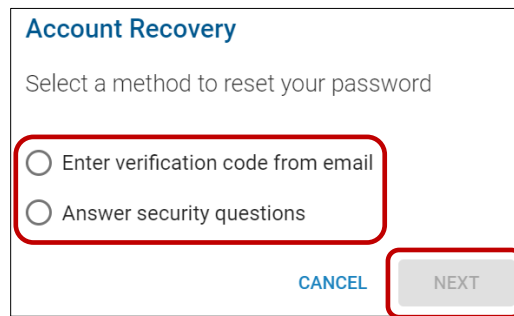 Account Recovery
Select a method to reset your password
Enter verification code from email
Answer security questions
CANCEL NEXT